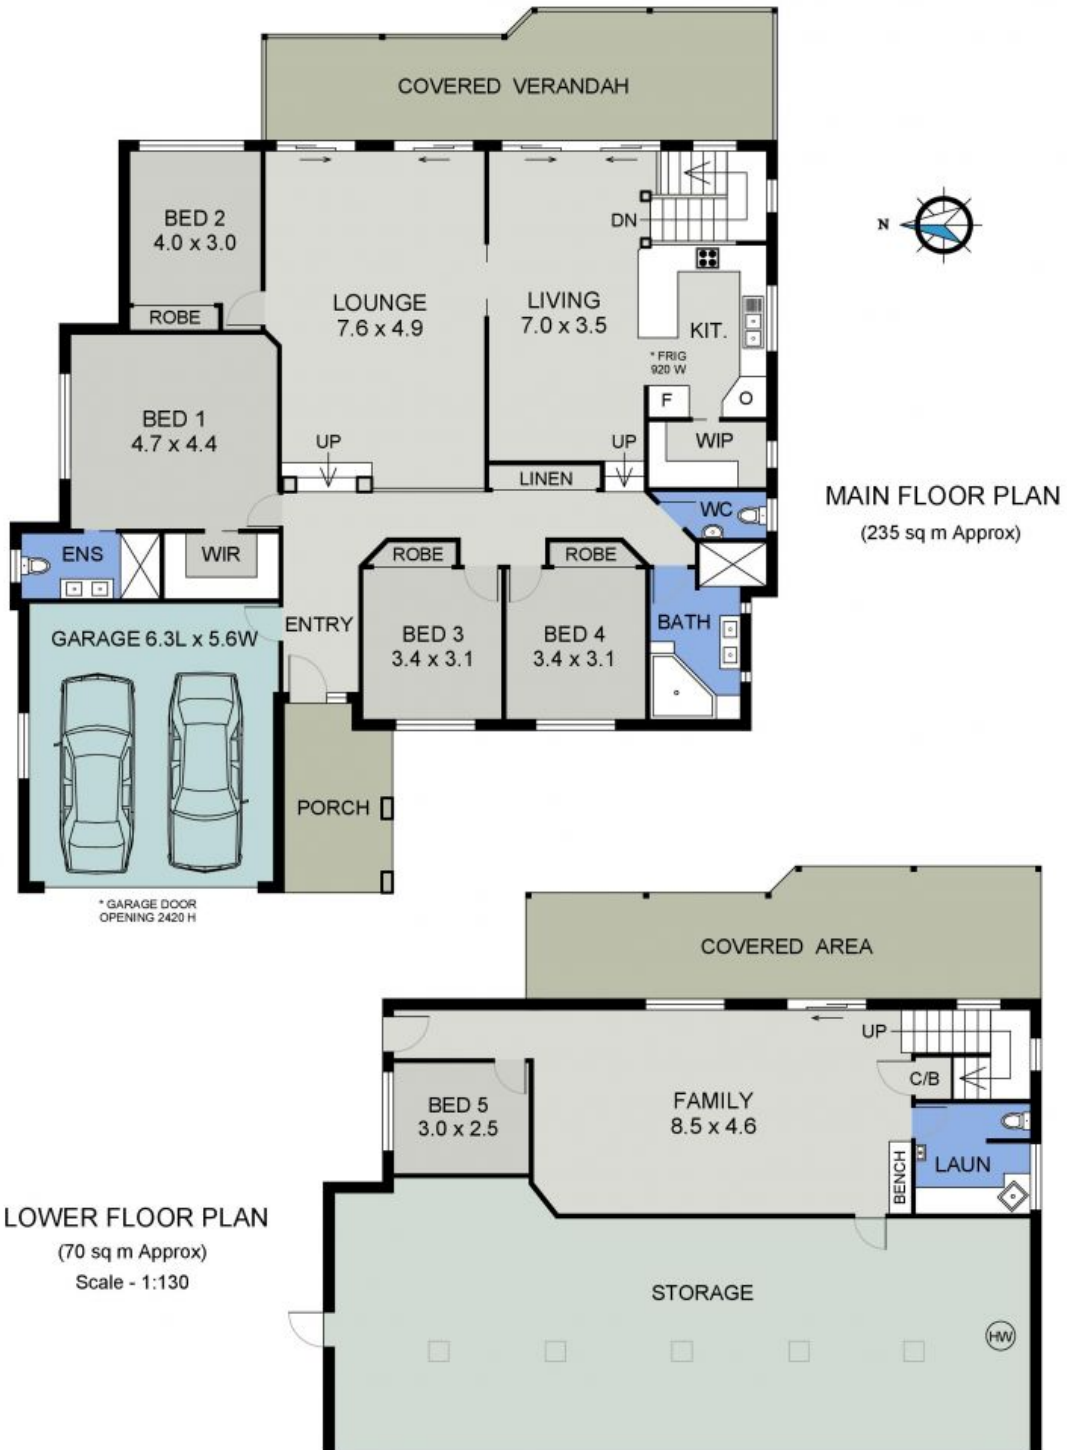 COVERED VERANDAH
BED 2
4.0 x 3.0
ROBE
LOUNGE
7.6 x 4.9
LIVING
7.0 x 3.5
DN
KIT.
* FRIG
920 W
F
O
N
BED 1
4.7 x 4.4
UP
UP
WIP
LINEN
WC
MAIN FLOOR PLAN
(235 sq m Approx)
ENS
WIR
ROBE
ROBE
GARAGE 6.3L x 5.6W
ENTRY
BED 3
3.4 x 3.1
BED 4
3.4 x 3.1
BATH
PORCH
* GARAGE DOOR
OPENING 2420 H
COVERED AREA
UP
C/B
BED 5
3.0 x 2.5
FAMILY
8.5 x 4.6
BENCH
LAUN
LOWER FLOOR PLAN
(70 sq m Approx)
Scale - 1:130
STORAGE
HW